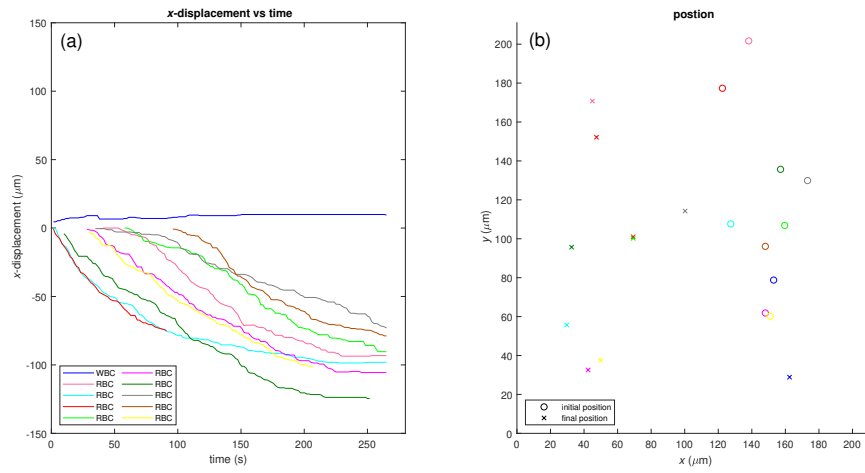 x-displacement vs time
(a)
150
100
50
0
-50
-100
-150
x-displacement (μm)
0
50
100
150
200
250
time (s)
WBC
RBC
RBC
RBC
RBC
RBC
RBC
RBC
RBC
RBC
postion
(b)
200
180
160
140
120
100
80
60
40
20
0
y (μm)
0
20
40
60
80
100
120
140
160
180
200
x (μm)
initial position
final position